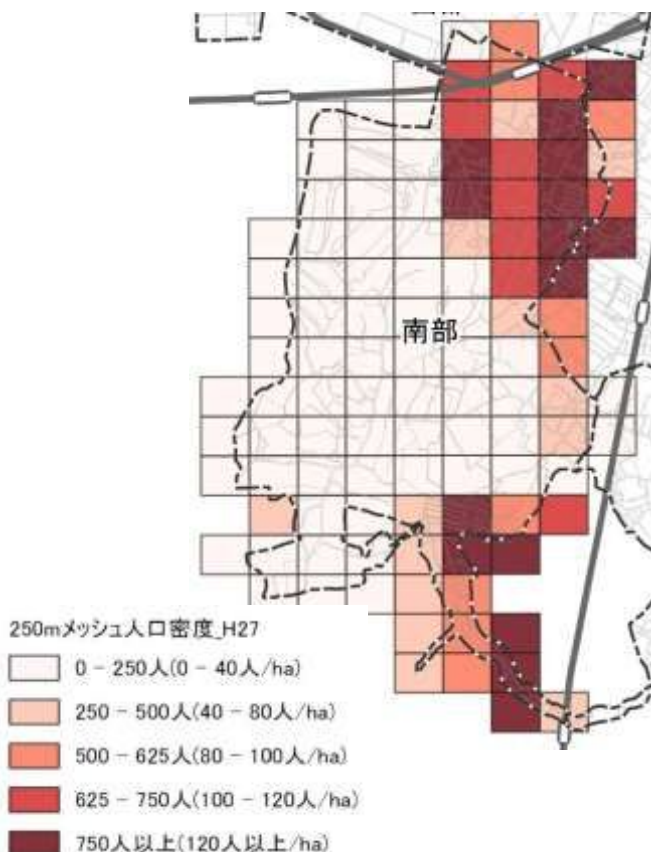 南部
250mメッシュ人口密度_H27
0 - 250人(0 - 40人/ha)
250 - 500人(40 - 80人/ha)
500 - 625人(80 - 100人/ha)
625 - 750人(100 - 120人/ha)
750人以上(120人以上/ha)